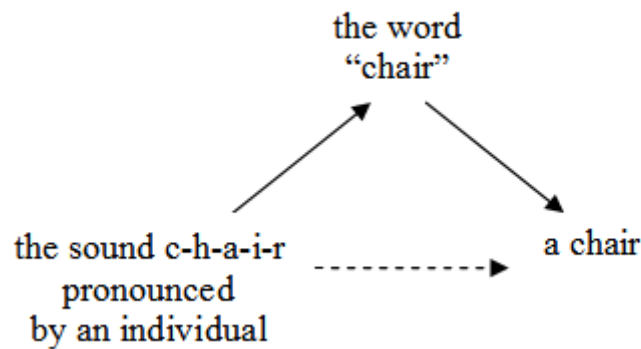 the word
“chair”
the sound c-h-a-i-r
pronounced
by an individual
a chair